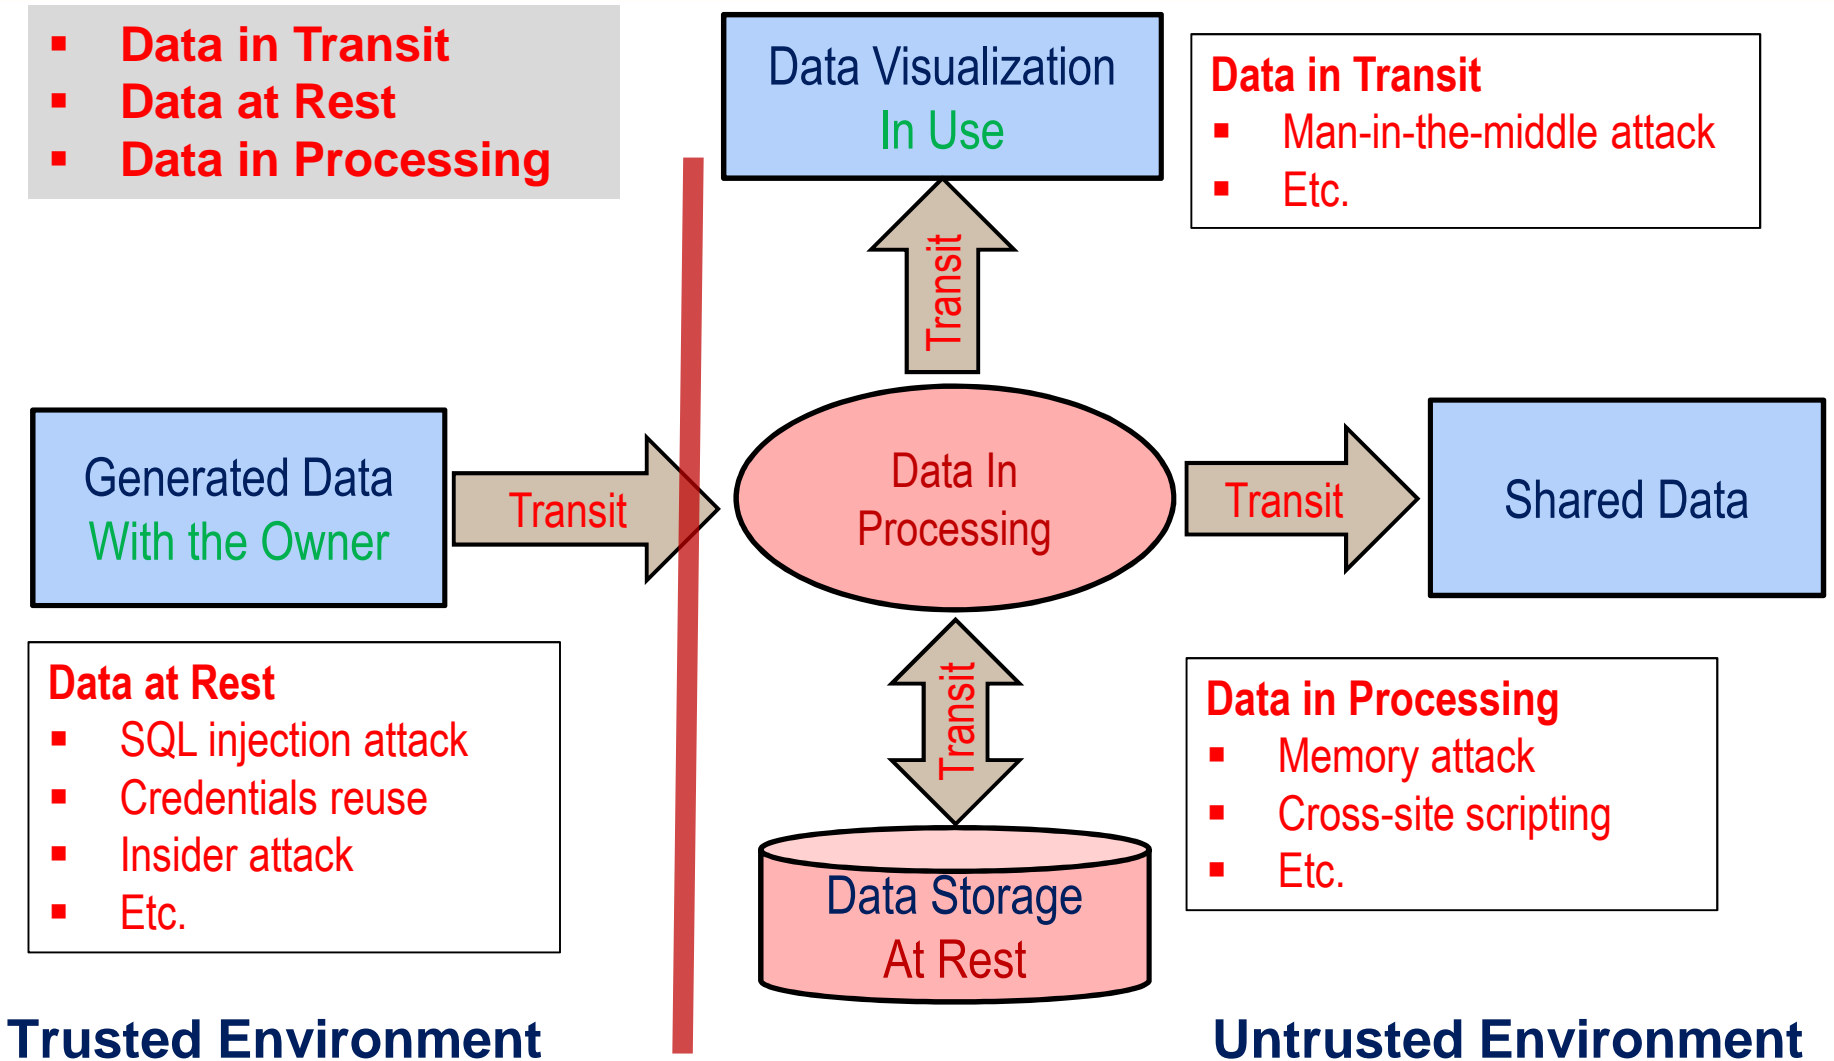 ▪ Data in Transit
▪ Data at Rest
▪ Data in Processing
Data Visualization
In Use
Data in Transit
▪ Man-in-the-middle attack
▪ Etc.
Transit
Generated Data
With the Owner
Transit
Data In
Processing
Transit
Shared Data
Data at Rest
▪ SQL injection attack
▪ Credentials reuse
▪ Insider attack
▪ Etc.
Transit
Data in Processing
▪ Memory attack
▪ Cross-site scripting
▪ Etc.
Data Storage
At Rest
Trusted Environment
Untrusted Environment